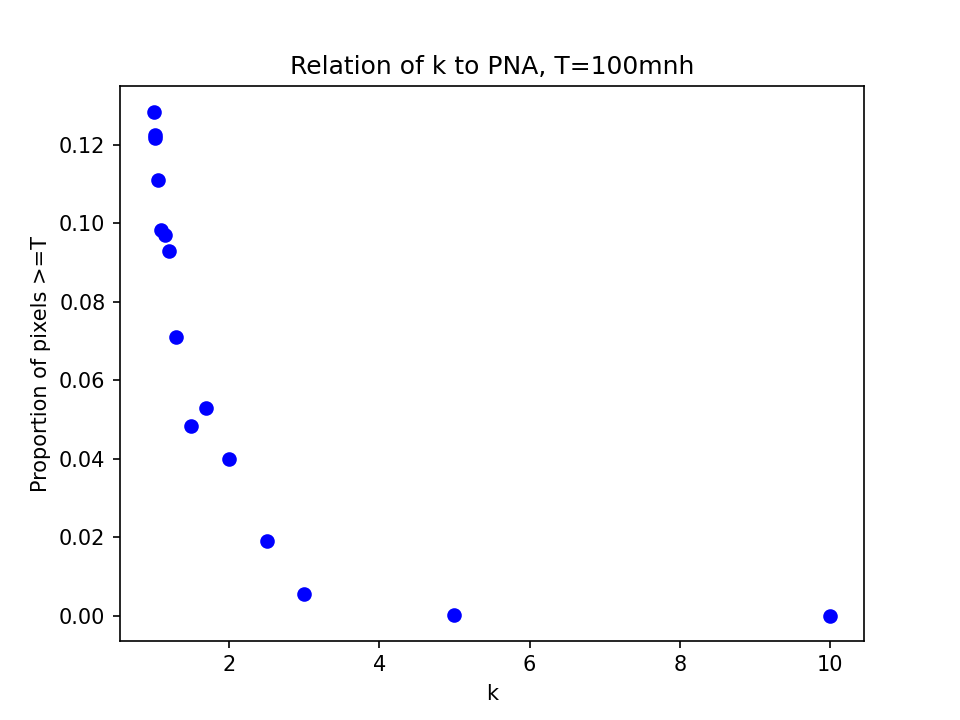 Relation of k to PNA, T=100mnh
0.12
0.10
0.08
0.06
0.04
0.02
0.00
Proportion of pixels >=T
2 4 6 8 10
k